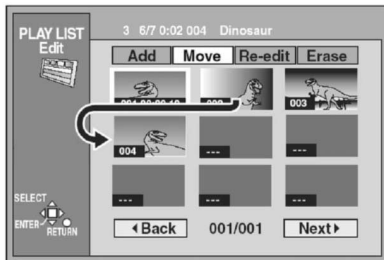 PLAY LIST
Edit
3 6/7 0:02 004 Dinosaur
Add Move Re-edit Erase
002 003
004 --- ---
--- --- ---
SELECT
ENTER RETURN
Back 001/001 Next